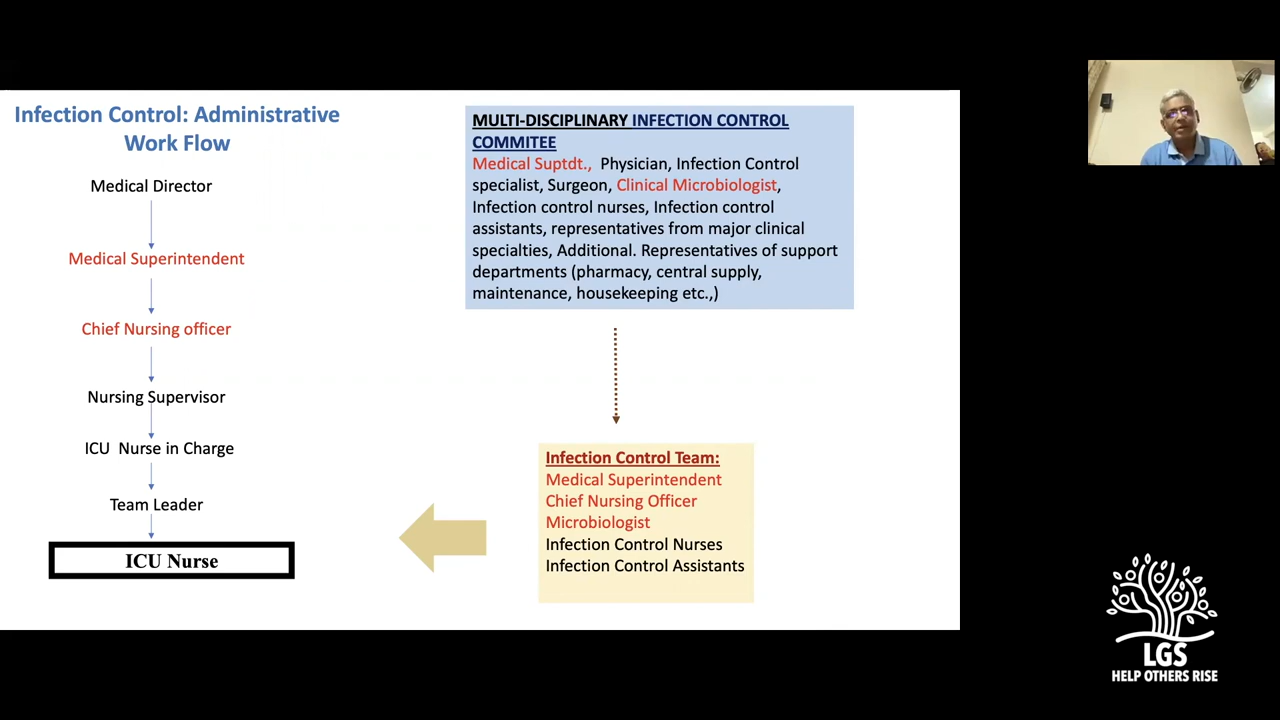 Infection Control: Administrative
Work Flow
Medical Director
Medical Superintendent
Chief Nursing officer
Nursing Supervisor
ICU  Nurse in Charge
Team Leader
ICU Nurse
MULTI-DISCIPLINARY INFECTION CONTROL
COMMITEE
Medical Suptdt.,  Physician, Infection Control
specialist, Surgeon, Clinical Microbiologist,
Infection control nurses, Infection control
assistants, representatives from major clinical
specialties, Additional. Representatives of support
departments (pharmacy, central supply,
maintenance, housekeeping etc.,)
Infection Control Team:
Medical Superintendent
Chief Nursing Officer
Microbiologist
Infection Control Nurses
Infection Control Assistants
LGS
HELP OTHERS RISE